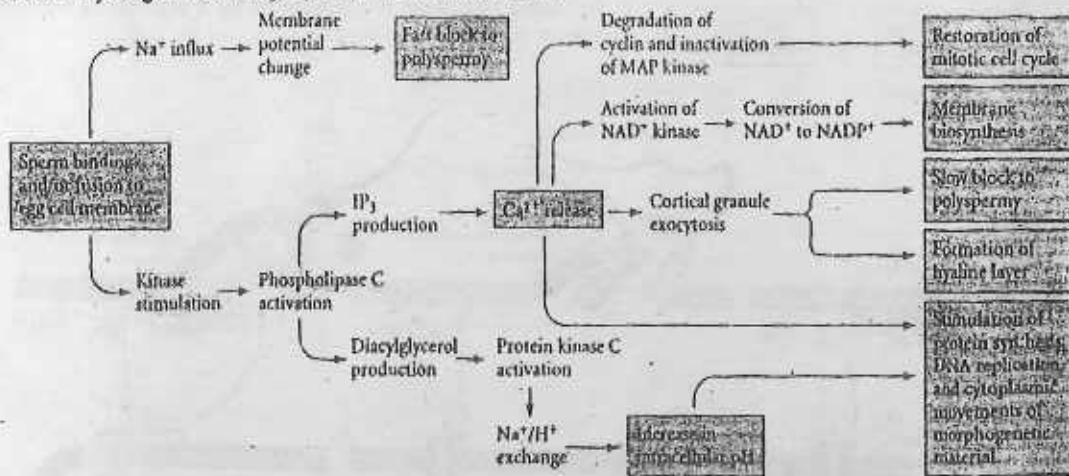 Na⁺ influx
Membrane
potential
change
Fast block to
polyspermy
Sperm binding
and/or fusion to
egg cell membrane
Kinase
stimulation
Phospholipase C
activation
IP₃
production
Diacylglycerol
production
Protein kinase C
activation
Na⁺/H⁺
exchange
Increase in
intracellular pH
Ca²⁺ release
Degradation of
cyclin and inactivation
of MAP kinase
Restoration of
mitotic cell cycle
Activation of
NAD⁺ kinase
Conversion of
NAD⁺ to NADP⁺
Membrane
biosynthesis
Cortical granule
exocytosis
Slow block to
polyspermy
Formation of
hyaline layer
Stimulation of
protein synthesis,
DNA replication,
and cytoplasmic
movements of
morphogenetic
material